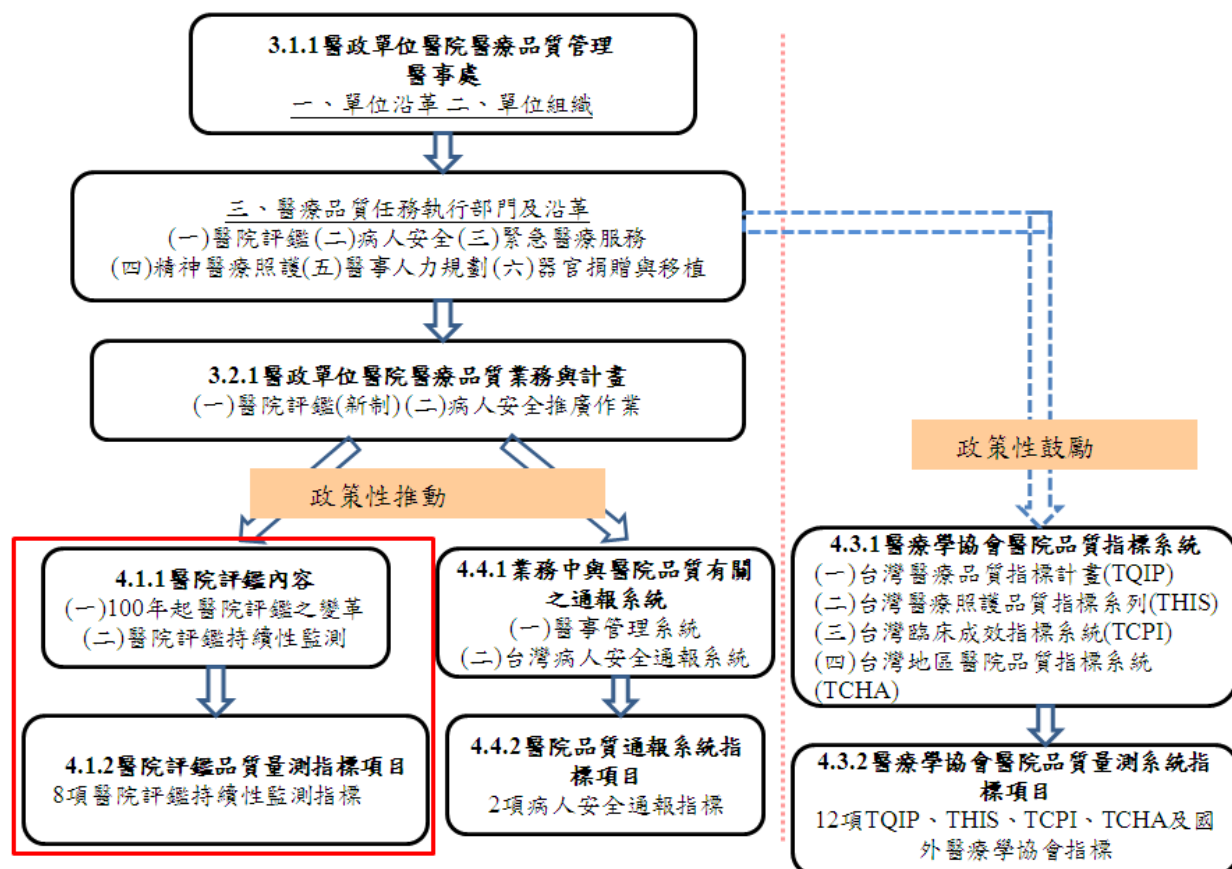 3.1.1醫政單位醫院醫療品質管理
醫事處
一、單位沿革 二、單位組織
三、醫療品質任務執行部門及沿革
(一)醫院評鑑(二)病人安全(三)緊急醫療服務
(四)精神醫療照護(五)醫事人力規劃(六)器官捐贈與移植
3.2.1醫政單位醫院醫療品質業務與計畫
(一)醫院評鑑(新制)(二)病人安全推廣作業
政策性推動
政策性鼓勵
4.1.1醫院評鑑內容
(一)100年起醫院評鑑之變革
(二)醫院評鑑持續性監測
4.1.2醫院評鑑品質量測指標項目
8項醫院評鑑持續性監測指標
4.4.1業務中與醫院品質有關
之通報系統
(一)醫事管理系統
(二)台灣病人安全通報系統
4.4.2醫院品質通報系統指
標項目
2項病人安全通報指標
4.3.1醫療學協會醫院品質指標系統
(一)台灣醫療品質指標計畫(TQIP)
(二)台灣醫療照護品質指標系列(THIS)
(三)台灣臨床成效指標系統(TCPI)
(四)台灣地區醫院品質指標系統
(TCHA)
4.3.2醫療學協會醫院品質量測系統指
標項目
12項TQIP、THIS、TCPI、TCHA及國
外醫療學協會指標